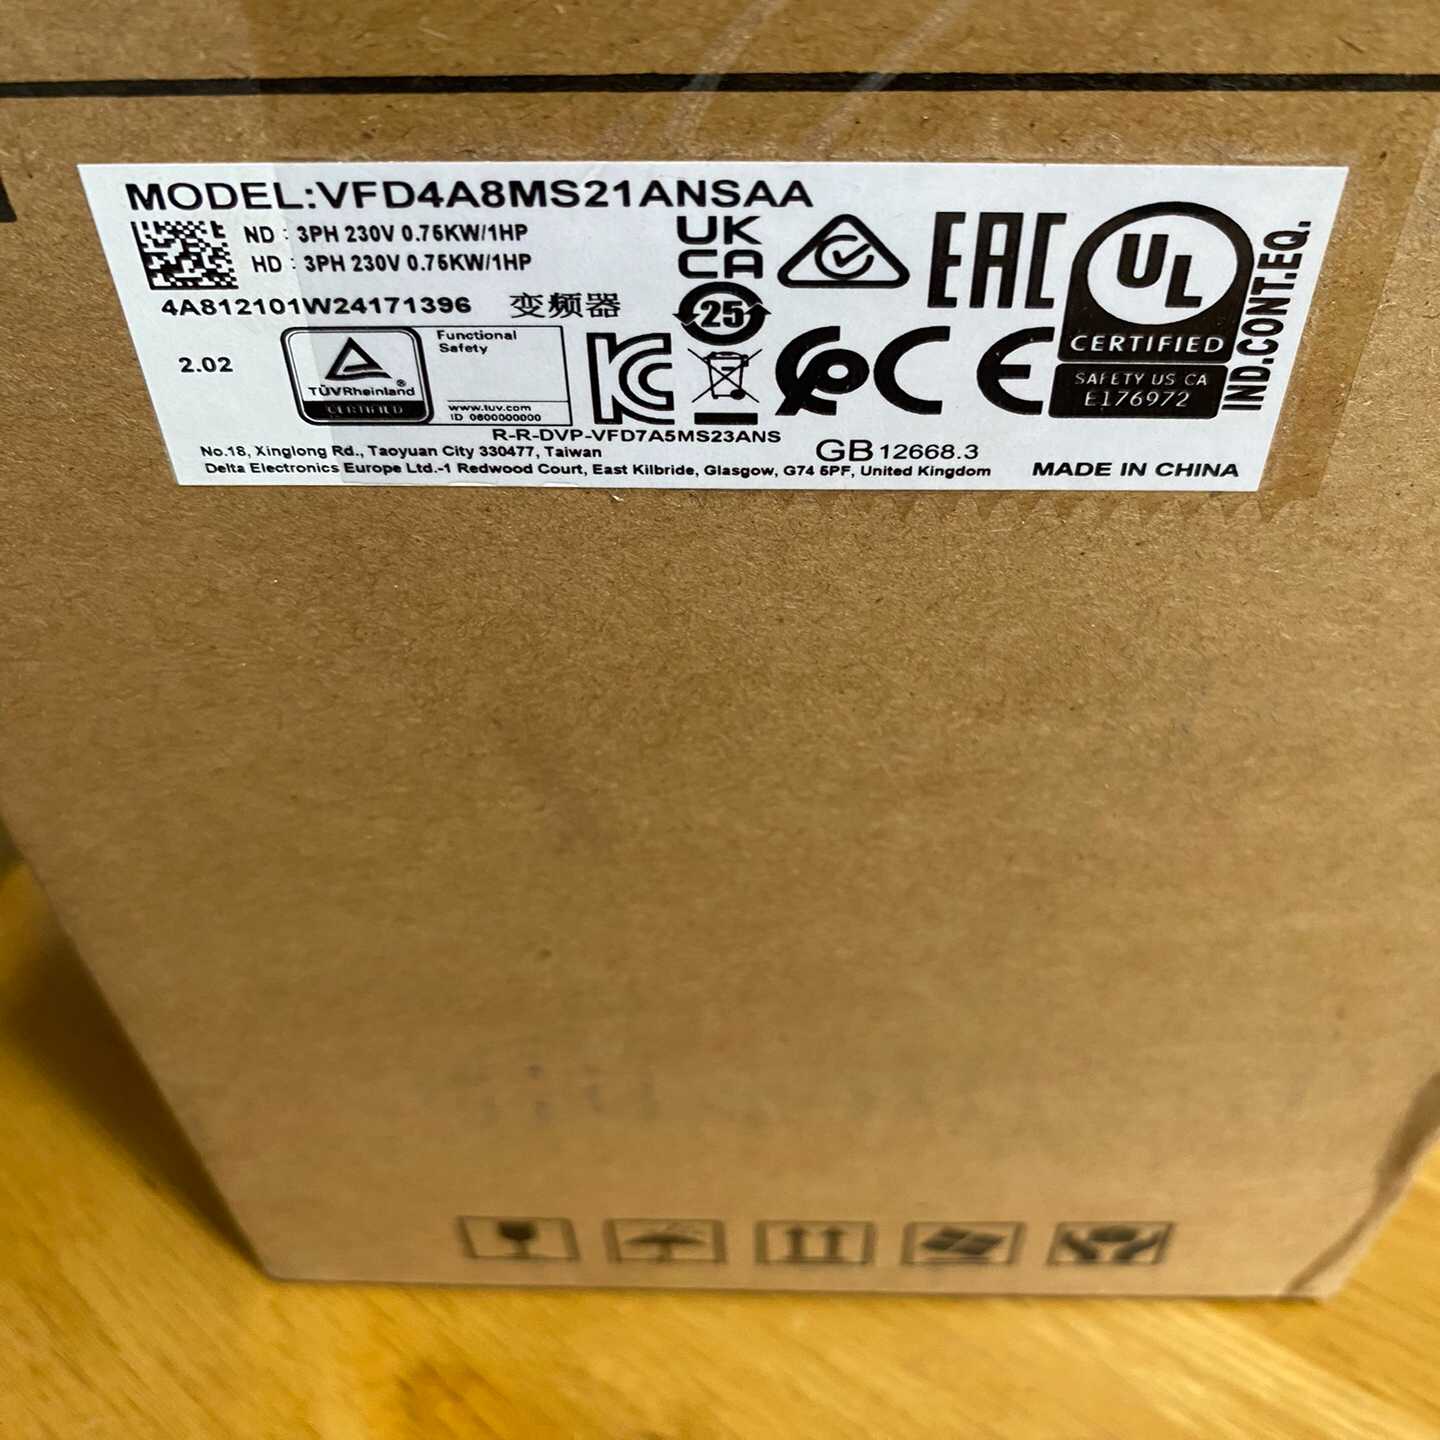 MODEL:VFD4A8MS21ANSAA
ND : 3PH 230V 0.75KW/1HP
HD : 3PH 230V 0.75KW/1HP
4A812101W24171396 变频器
2.02
TÜVRheinland®
CERTIFIED
Functional
Safety
www.tuv.com
ID 0600000000
UK
CA
25
EAC
UL
CERTIFIED
SAFETY US CA
E176972
IND.CONT.EQ.
KC
CE
R-R-DVP-VFD7A5MS23ANS
No.18, Xinglong Rd., Taoyuan City 330477, Taiwan
GB 12668.3
Delta Electronics Europe Ltd.-1 Redwood Court, East Kilbride, Glasgow, G74 5PF, United Kingdom
MADE IN CHINA